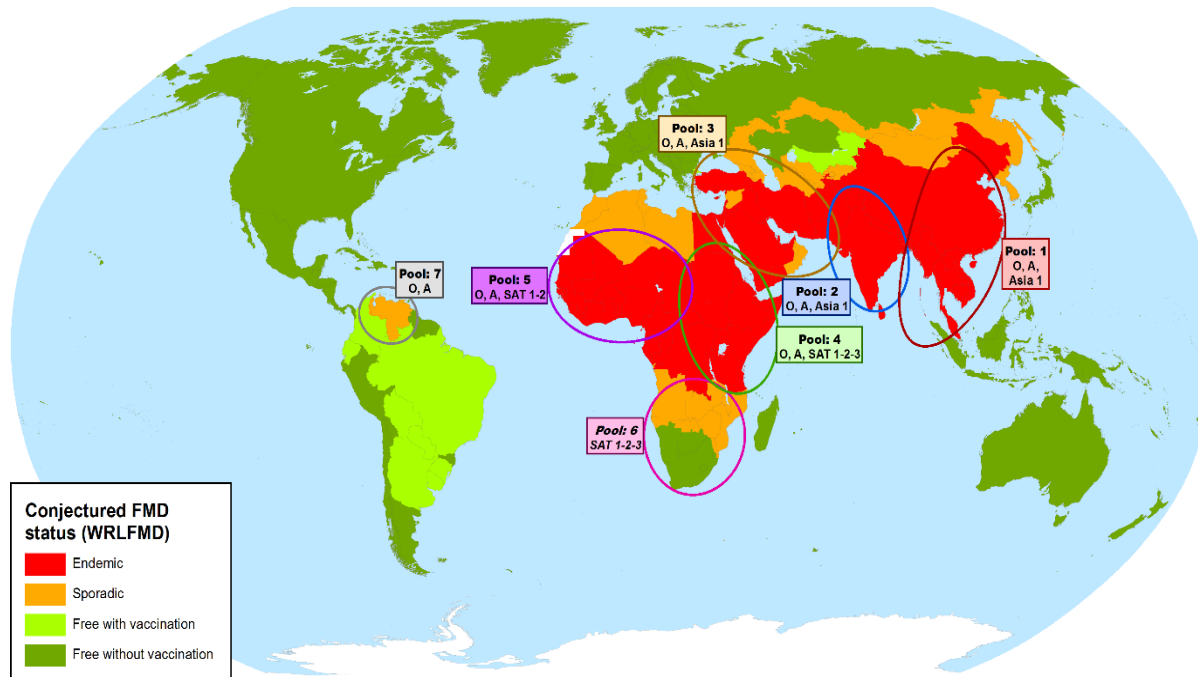 Pool: 3
O, A, Asia 1
Pool: 1
O, A,
Asia 1
Pool: 7
O, A
Pool: 5
O, A, SAT 1-2
Pool: 2
O, A, Asia 1
Pool: 4
O, A, SAT 1-2-3
Pool: 6
SAT 1-2-3
Conjectured FMD
status (WRLFMD)
Endemic
Sporadic
Free with vaccination
Free without vaccination